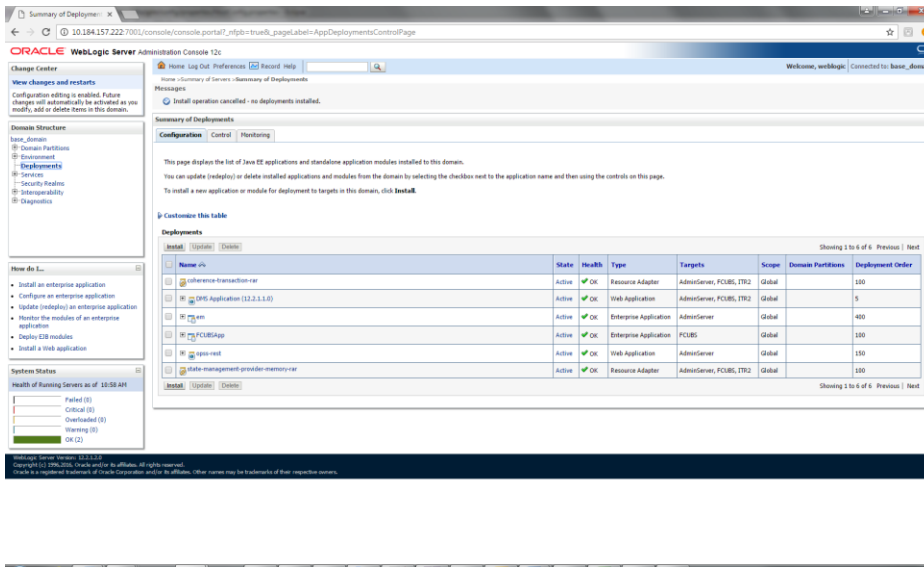 Summary of Deploymen
10.184.157.222:7001/console/console.portal?_nfpb=true&_pageLabel=AppDeploymentsControlPage
ORACLE WebLogic Server Administration Console 12c
Change Center
View changes and restarts
Configuration editing is enabled. Future
changes will automatically be activated as you
modify, add or delete items in this domain.
Domain Structure
base_domain
Domain Partitions
Environment
Deployments
Services
Security Realms
Interoperability
Diagnostics
How do I...
Install an enterprise application
Configure an enterprise application
Update (redeploy) an enterprise application
Monitor the modules of an enterprise
application
Deploy EJB modules
Install a Web application
System Status
Health of Running Servers as of 10:58 AM
Failed (0)
Critical (0)
Overloaded (0)
Warning (0)
OK (2)
Home Log Out Preferences Record Help
Welcome, weblogic Connected to: base_doma
Home >Summary of Servers >Summary of Deployments
Messages
Install operation cancelled - no deployments installed.
Summary of Deployments
Configuration Control Monitoring
This page displays the list of Java EE applications and standalone application modules installed to this domain.
You can update (redeploy) or delete installed applications and modules from the domain by selecting the checkbox next to the application name and then using the controls on this page.
To install a new application or module for deployment to targets in this domain, click Install.
Customize this table
Deployments
Install Update Delete Showing 1 to 6 of 6 Previous | Next
Name State Health Type Targets Scope Domain Partitions Deployment Order
coherence-transaction-rar Active OK Resource Adapter AdminServer, FCUBS, ITR2 Global 100
DMS Application (12.2.1.1.0) Active OK Web Application AdminServer, FCUBS, ITR2 Global 5
em Active OK Enterprise Application AdminServer Global 400
FCUBSApp Active OK Enterprise Application FCUBS Global 100
opss-rest Active OK Web Application AdminServer Global 150
state-management-provider-memory-rar Active OK Resource Adapter AdminServer, FCUBS, ITR2 Global 100
Install Update Delete Showing 1 to 6 of 6 Previous | Next
WebLogic Server Version: 12.2.1.2.0
Copyright (c) 1996,2016, Oracle and/or its affiliates. All rights reserved.
Oracle is a registered trademark of Oracle Corporation and/or its affiliates. Other names may be trademarks of their respective owners.